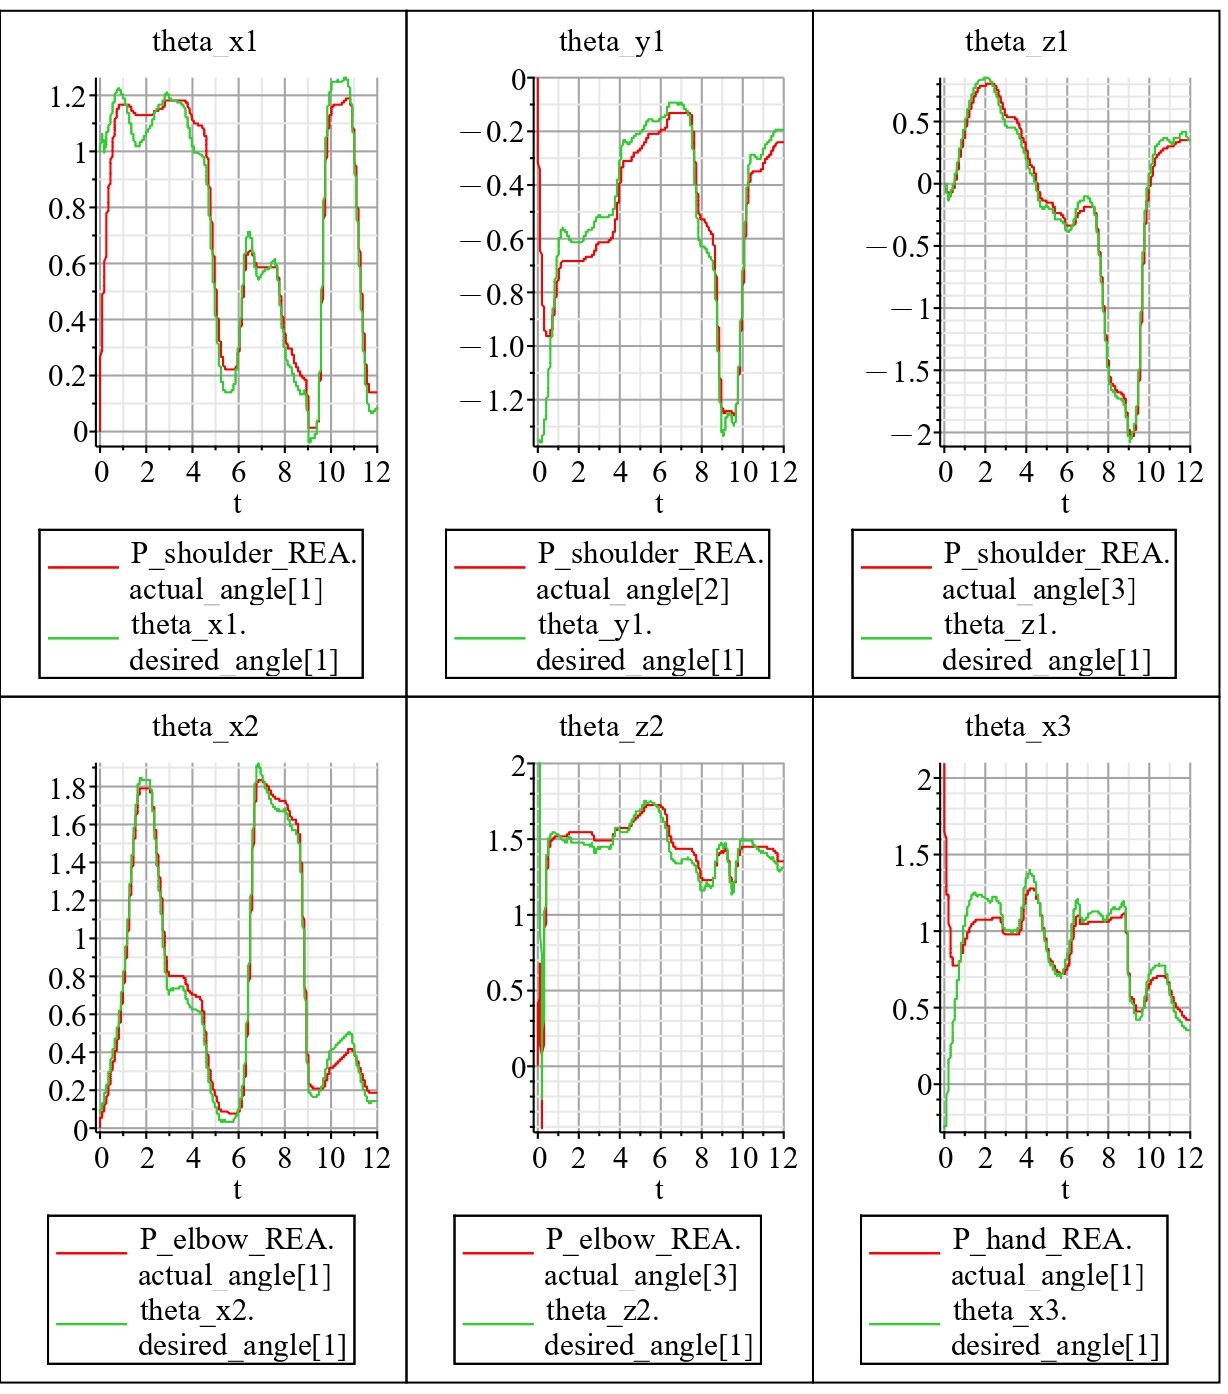 theta_x1
1.2
1
0.8
0.6
0.4
0.2
0
0 2 4 6 8 10 12
t
P_shoulder_REA.
actual_angle[1]
theta_x1.
desired_angle[1]
theta_y1
0
−0.2
−0.4
−0.6
−0.8
−1.0
−1.2
0 2 4 6 8 10 12
t
P_shoulder_REA.
actual_angle[2]
theta_y1.
desired_angle[1]
theta_z1
0.5
0
−0.5
−1
−1.5
−2
0 2 4 6 8 10 12
t
P_shoulder_REA.
actual_angle[3]
theta_z1.
desired_angle[1]
theta_x2
1.8
1.6
1.4
1.2
1
0.8
0.6
0.4
0.2
0
0 2 4 6 8 10 12
t
P_elbow_REA.
actual_angle[1]
theta_x2.
desired_angle[1]
theta_z2
2
1.5
1
0.5
0
0 2 4 6 8 10 12
t
P_elbow_REA.
actual_angle[3]
theta_z2.
desired_angle[1]
theta_x3
2
1.5
1
0.5
0
0 2 4 6 8 10 12
t
P_hand_REA.
actual_angle[1]
theta_x3.
desired_angle[1]